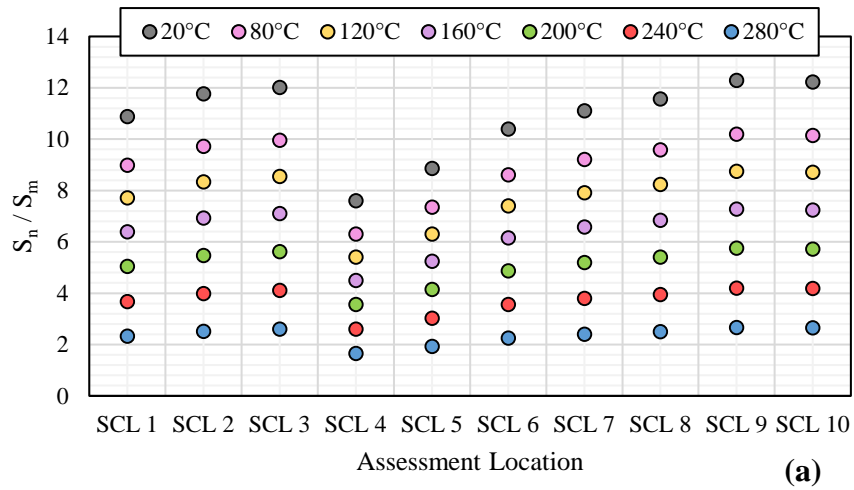 20°C 80°C 120°C 160°C 200°C 240°C 280°C
14
12
10
8
6
4
2
0
Sn / Sm
SCL 1 SCL 2 SCL 3 SCL 4 SCL 5 SCL 6 SCL 7 SCL 8 SCL 9 SCL 10
Assessment Location
(a)